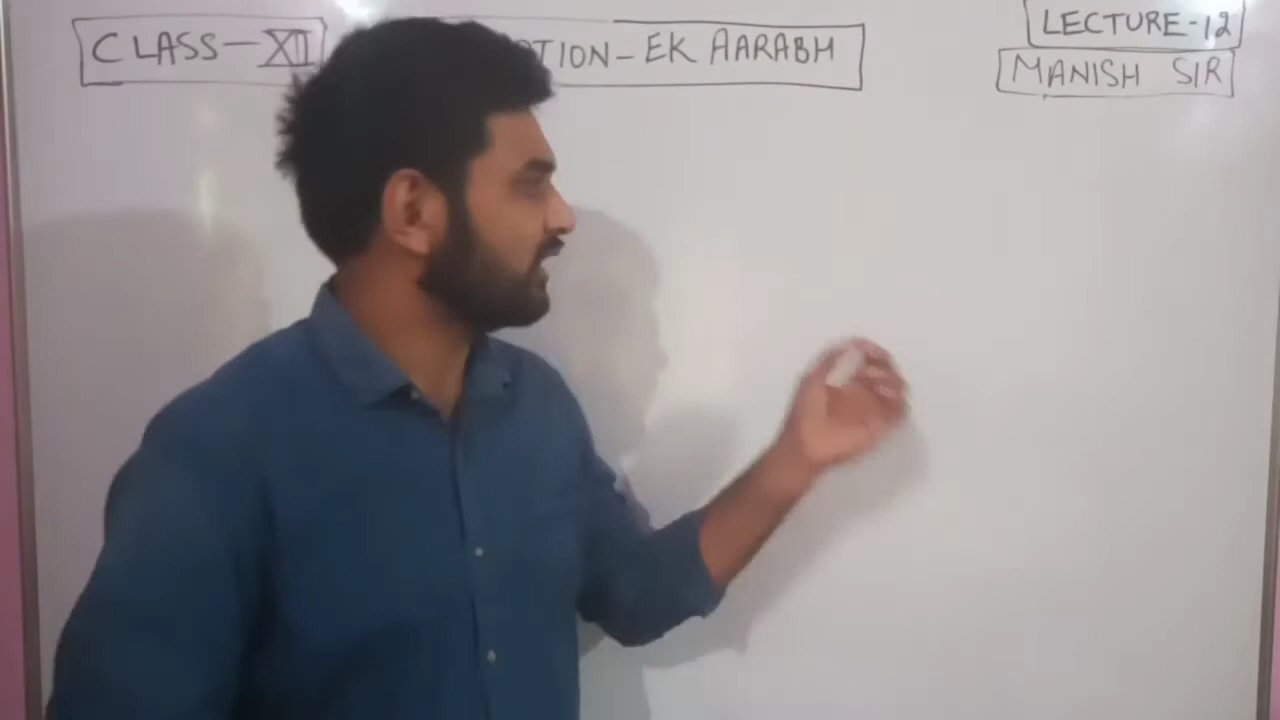 CLASS-XII
TION-EK AARABH
LECTURE-12
MANISH SIR